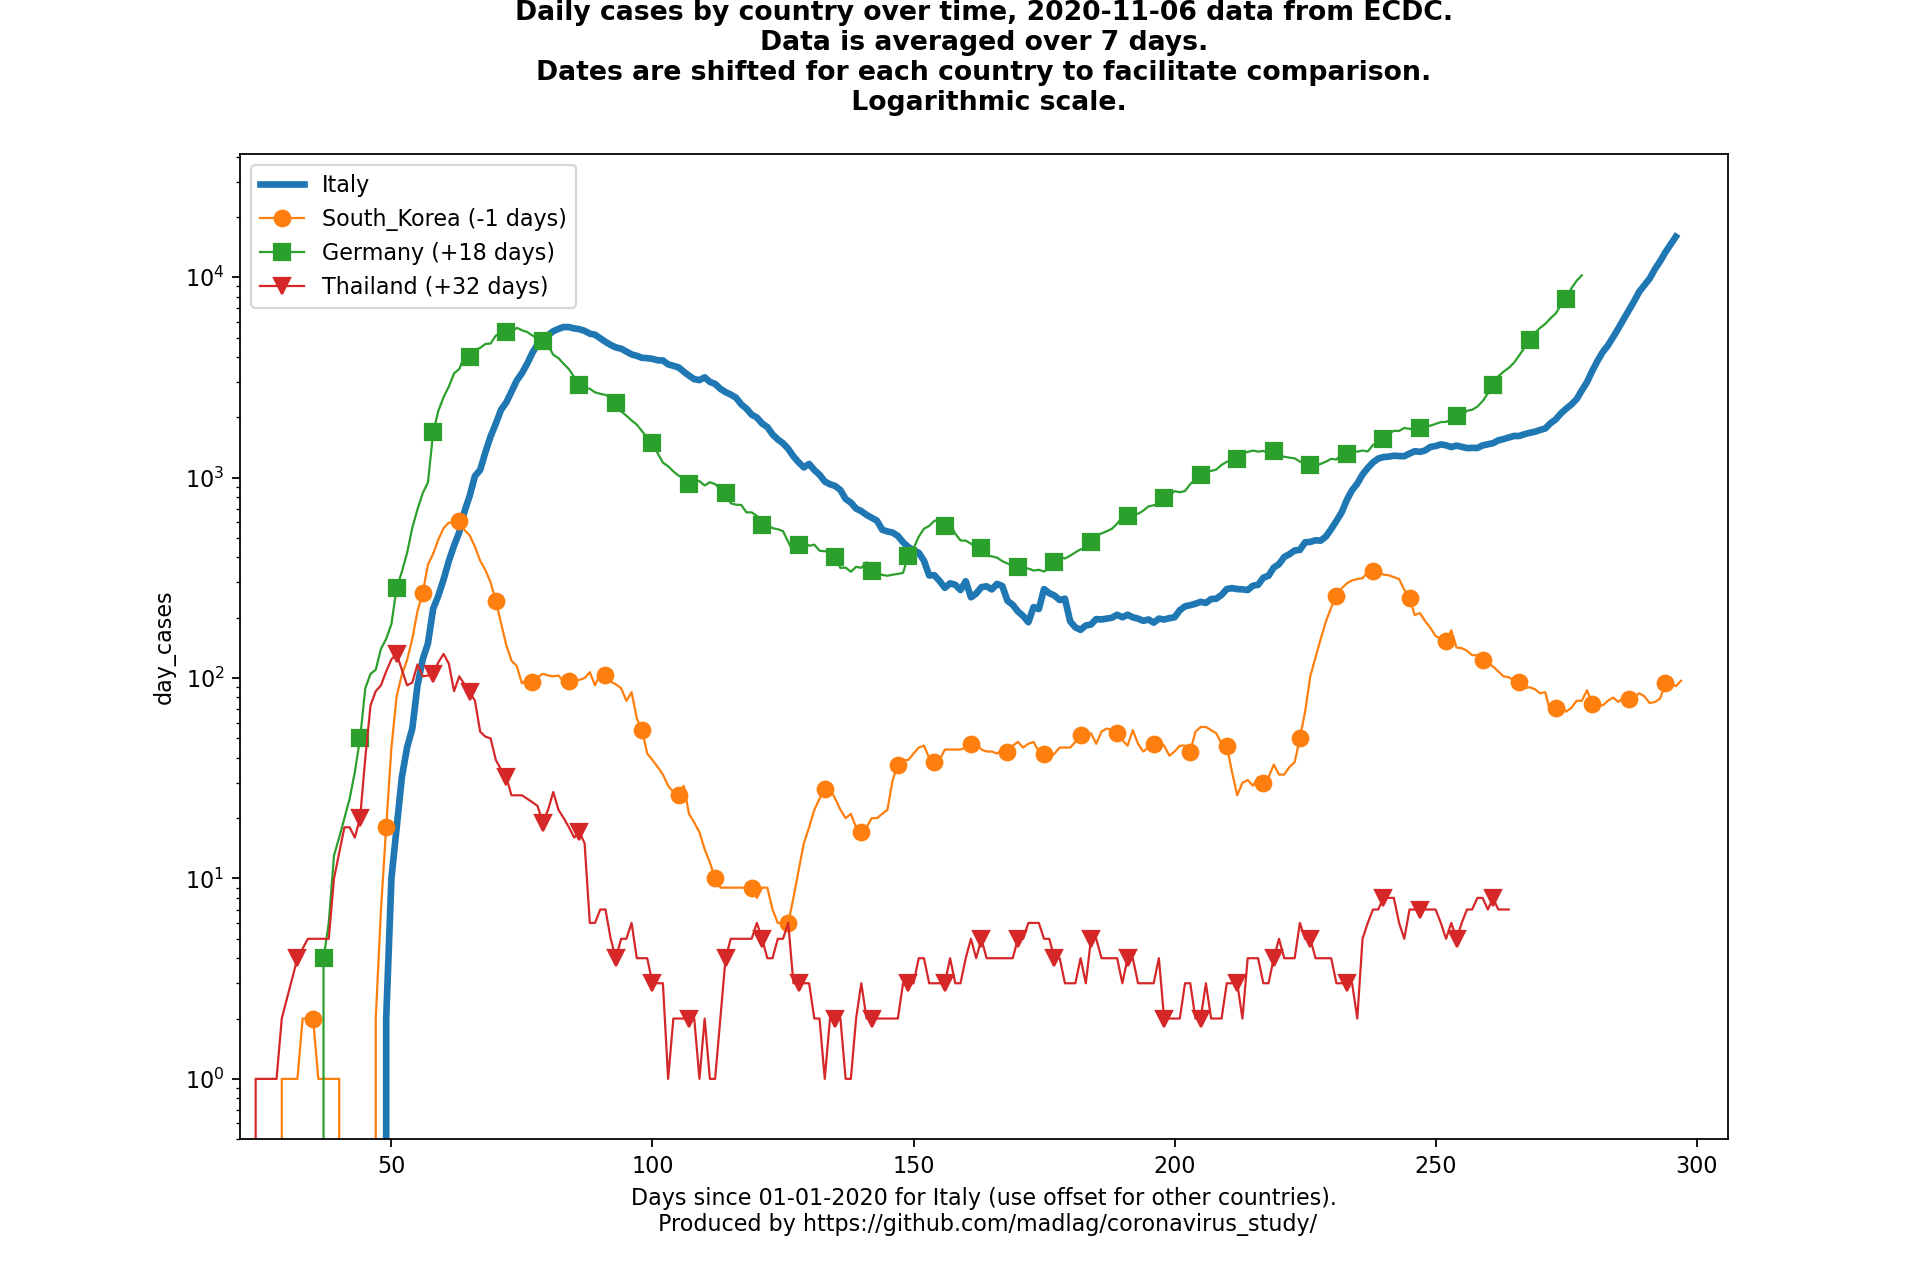 Daily cases by country over time, 2020-11-06 data from ECDC.
Data is averaged over 7 days.
Dates are shifted for each country to facilitate comparison.
Logarithmic scale.
Italy
South_Korea (-1 days)
Germany (+18 days)
Thailand (+32 days)
10⁴
10³
10²
10¹
10⁰
day_cases
50 100 150 200 250 300
Days since 01-01-2020 for Italy (use offset for other countries).
Produced by https://github.com/madlag/coronavirus_study/